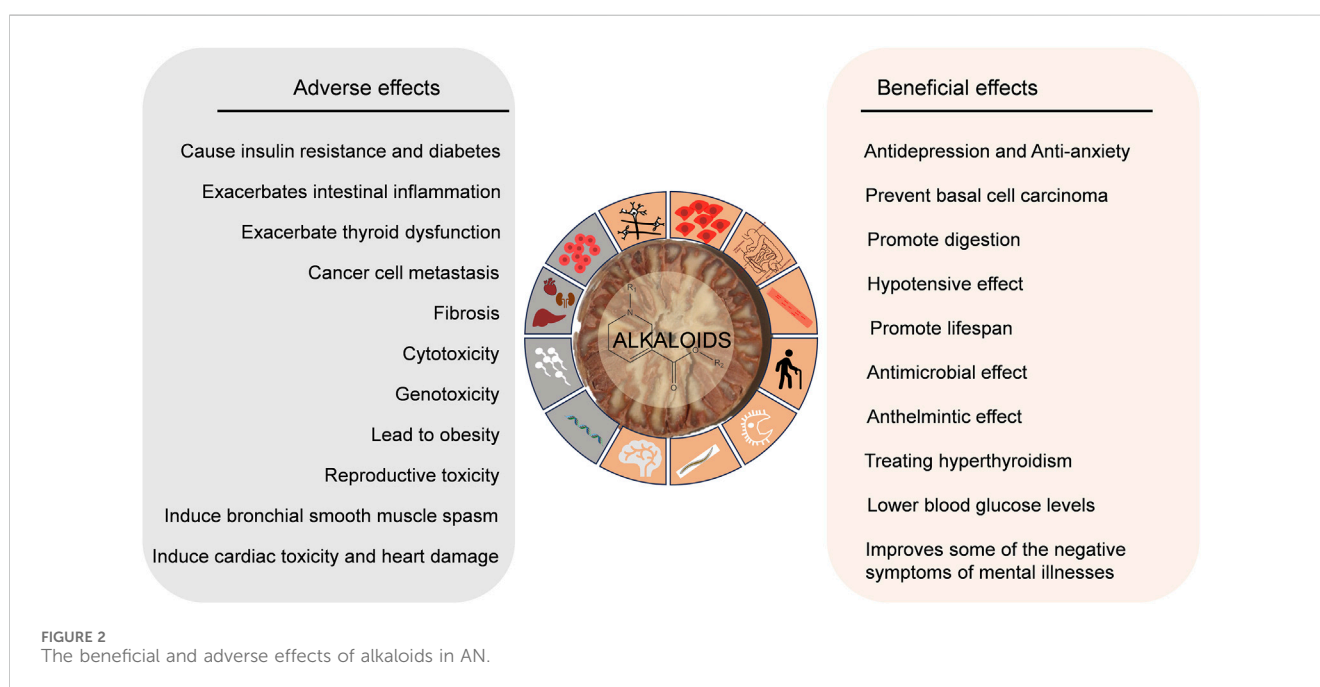 Adverse effects
Cause insulin resistance and diabetes
Exacerbates intestinal inflammation
Exacerbate thyroid dysfunction
Cancer cell metastasis
Fibrosis
Cytotoxicity
Genotoxicity
Lead to obesity
Reproductive toxicity
Induce bronchial smooth muscle spasm
Induce cardiac toxicity and heart damage
R₁
N
ALKALOIDS
O
R₂
O
Beneficial effects
Antidepression and Anti-anxiety
Prevent basal cell carcinoma
Promote digestion
Hypotensive effect
Promote lifespan
Antimicrobial effect
Anthelmintic effect
Treating hyperthyroidism
Lower blood glucose levels
Improves some of the negative
symptoms of mental illnesses
FIGURE 2
The beneficial and adverse effects of alkaloids in AN.